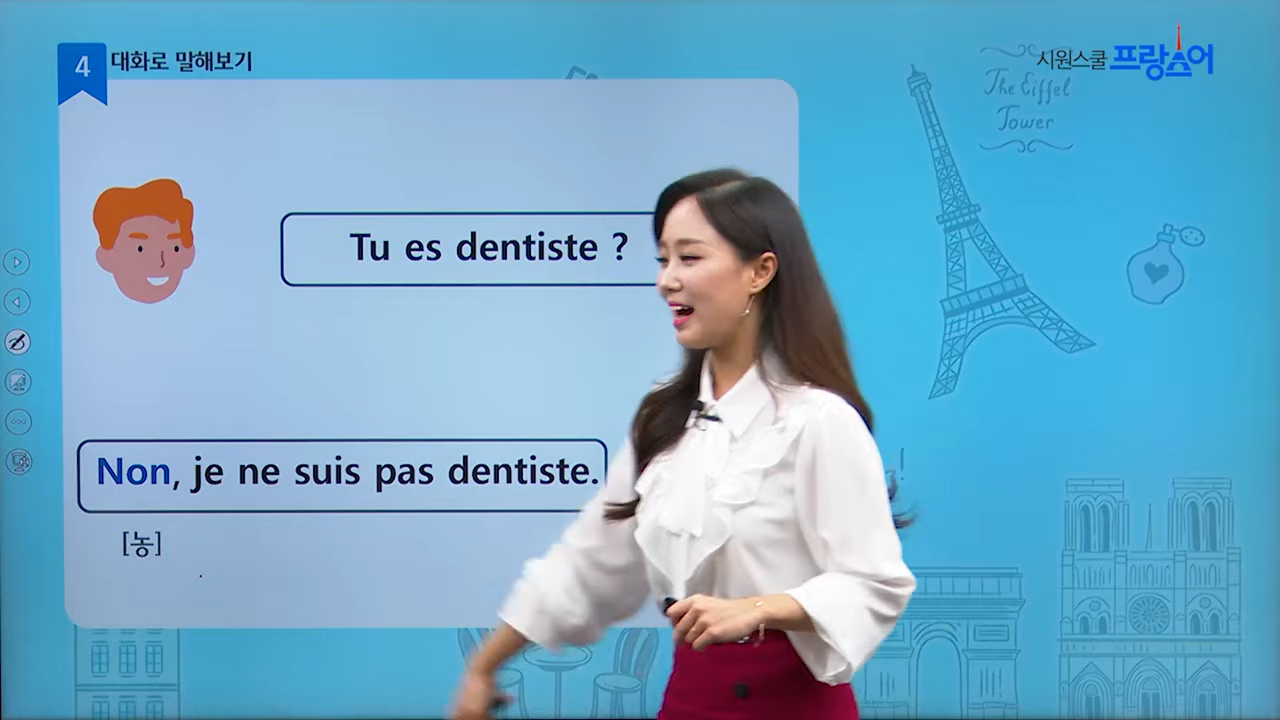 4 대화로 말해보기
시원스쿨 프랑스어
The Eiffel
Tower
Tu es dentiste ?
Non, je ne suis pas dentiste.
[농]